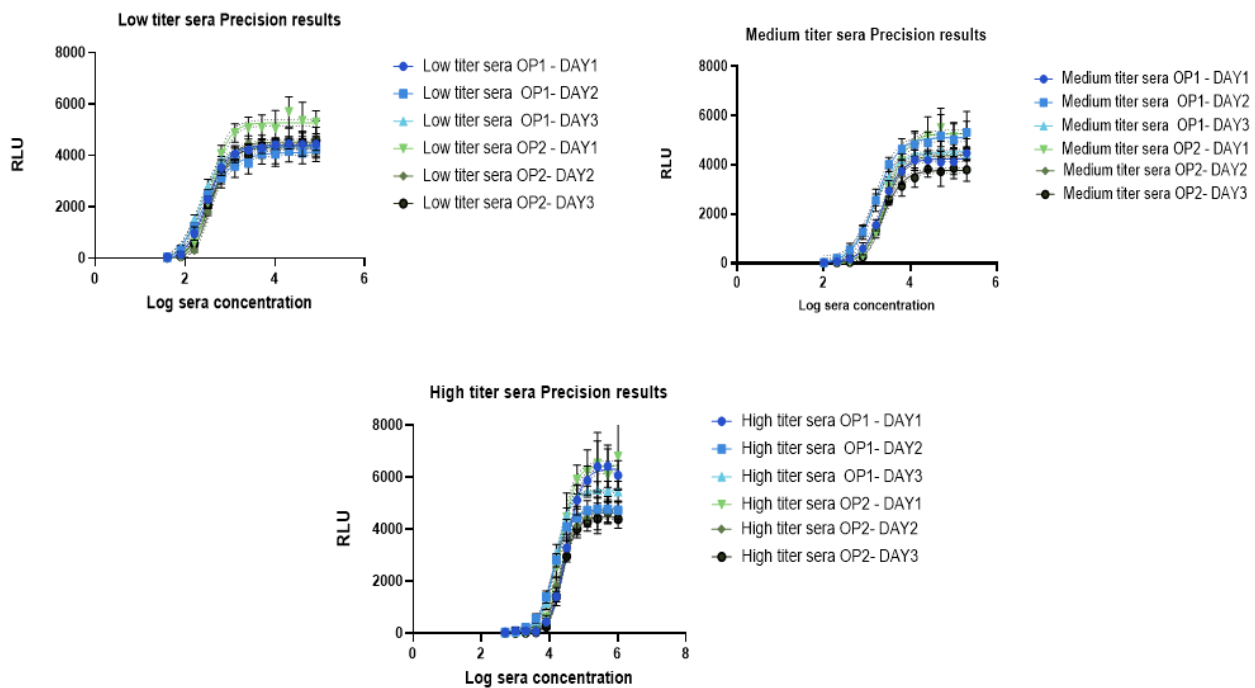 Low titer sera Precision results
8000
6000
4000
2000
0
RLU
0 2 4 6
Log sera concentration
Low titer sera OP1 - DAY1
Low titer sera OP1- DAY2
Low titer sera OP1- DAY3
Low titer sera OP2 - DAY1
Low titer sera OP2- DAY2
Low titer sera OP2- DAY3
Medium titer sera Precision results
8000
6000
4000
2000
0
RLU
0 2 4 6
Log sera concentration
Medium titer sera OP1 - DAY1
Medium titer sera OP1- DAY2
Medium titer sera OP1- DAY3
Medium titer sera OP2 - DAY1
Medium titer sera OP2- DAY2
Medium titer sera OP2- DAY3
High titer sera Precision results
8000
6000
4000
2000
0
RLU
0 2 4 6 8
Log sera concentration
High titer sera OP1 - DAY1
High titer sera OP1- DAY2
High titer sera OP1- DAY3
High titer sera OP2 - DAY1
High titer sera OP2- DAY2
High titer sera OP2- DAY3